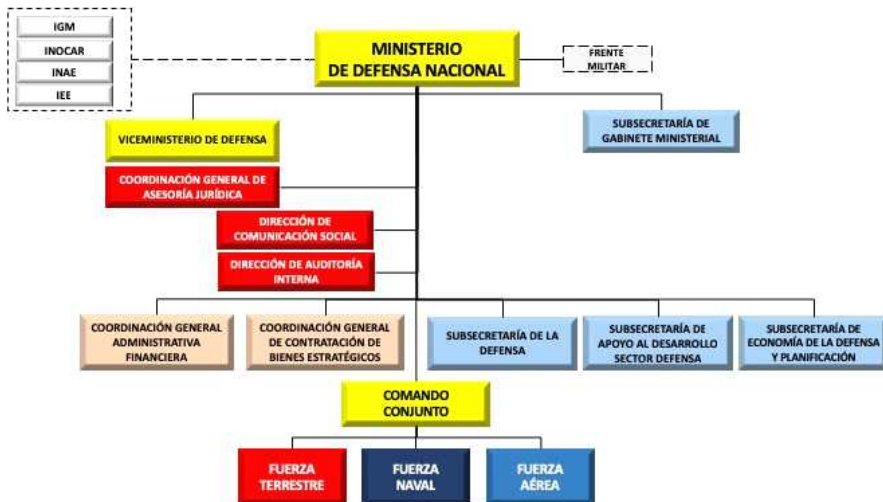 IGM
INOCAR
INAE
IEE
MINISTERIO
DE DEFENSA NACIONAL
FRENTE
MILITAR
VICEMINISTERIO DE DEFENSA
SUBSECRETARÍA DE
GABINETE MINISTERIAL
COORDINACIÓN GENERAL DE
ASESORÍA JURÍDICA
DIRECCIÓN DE
COMUNICACIÓN SOCIAL
DIRECCIÓN DE AUDITORÍA
INTERNA
COORDINACIÓN GENERAL
ADMINISTRATIVA
FINANCIERA
COORDINACIÓN GENERAL
DE CONTRATACIÓN DE
BIENES ESTRATÉGICOS
SUBSECRETARÍA DE LA
DEFENSA
SUBSECRETARÍA DE
APOYO AL DESARROLLO
SECTOR DEFENSA
SUBSECRETARÍA DE
ECONOMÍA DE LA DEFENSA
Y PLANIFICACIÓN
COMANDO
CONJUNTO
FUERZA
TERRESTRE
FUERZA
NAVAL
FUERZA
AÉREA